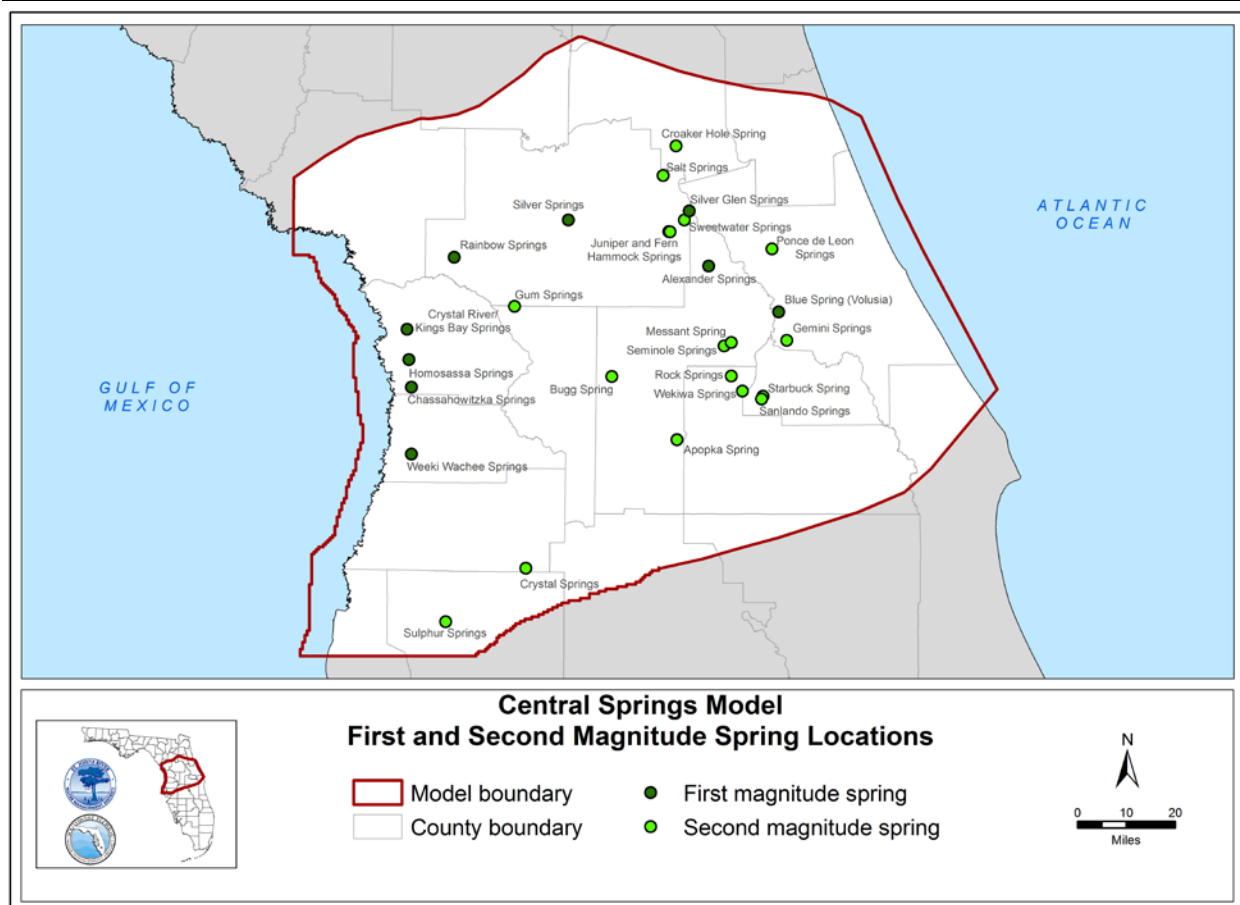 Croaker Hole Spring
Salt Springs
Silver Springs
Silver Glen Springs
Sweetwater Springs
Juniper and Fern
Hammock Springs
Ponce de Leon
Springs
Rainbow Springs
Alexander Springs
Gum Springs
Blue Spring (Volusia)
Crystal River/
Kings Bay Springs
Messant Spring
Gemini Springs
Seminole Springs
Homosassa Springs
Bugg Spring
Rock Springs
Wekiwa Springs
Starbuck Spring
Chassahowitzka Springs
Sanlando Springs
Apopka Spring
Weeki Wachee Springs
Crystal Springs
Sulphur Springs
GULF OF
MEXICO
ATLANTIC
OCEAN
Central Springs Model
First and Second Magnitude Spring Locations
Model boundary
First magnitude spring
County boundary
Second magnitude spring
N
0 10 20
Miles